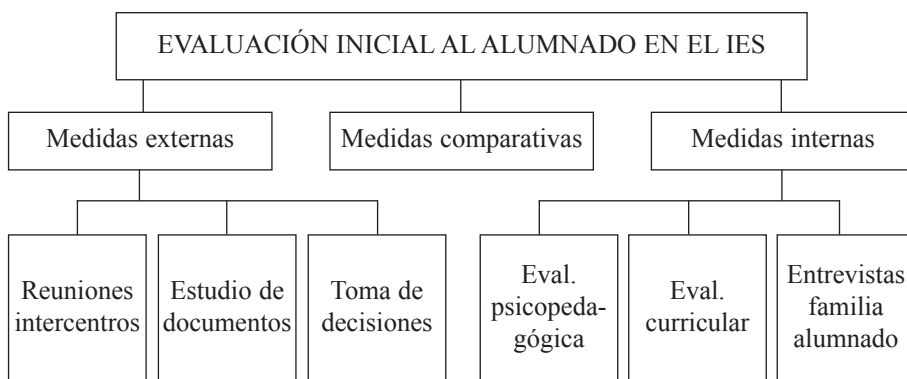 EVALUACIÓN INICIAL AL ALUMNADO EN EL IES
Medidas externas
Medidas comparativas
Medidas internas
Reuniones
intercentros
Estudio de
documentos
Toma de
decisiones
Eval.
psicopeda-
gógica
Eval.
curricular
Entrevistas
familia
alumnado